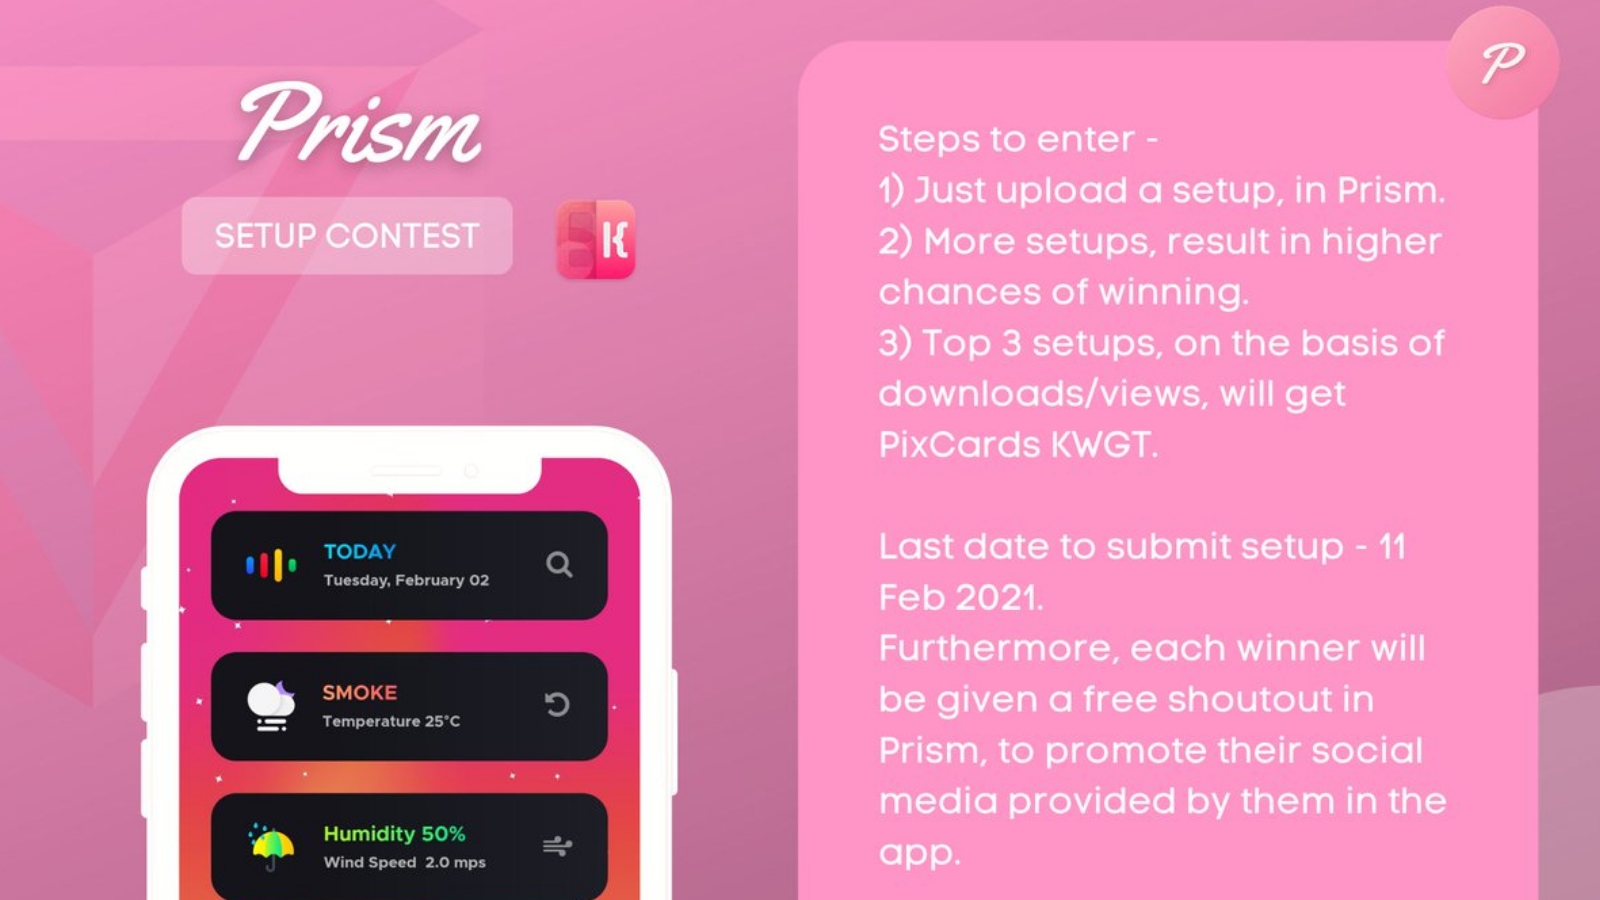 Prism
SETUP CONTEST
K
TODAY
Tuesday, February 02
SMOKE
Temperature 25°C
Humidity 50%
Wind Speed 2.0 mps
P
Steps to enter -
1) Just upload a setup, in Prism.
2) More setups, result in higher
chances of winning.
3) Top 3 setups, on the basis of
downloads/views, will get
PixCards KWGT.
Last date to submit setup - 11
Feb 2021.
Furthermore, each winner will
be given a free shoutout in
Prism, to promote their social
media provided by them in the
app.